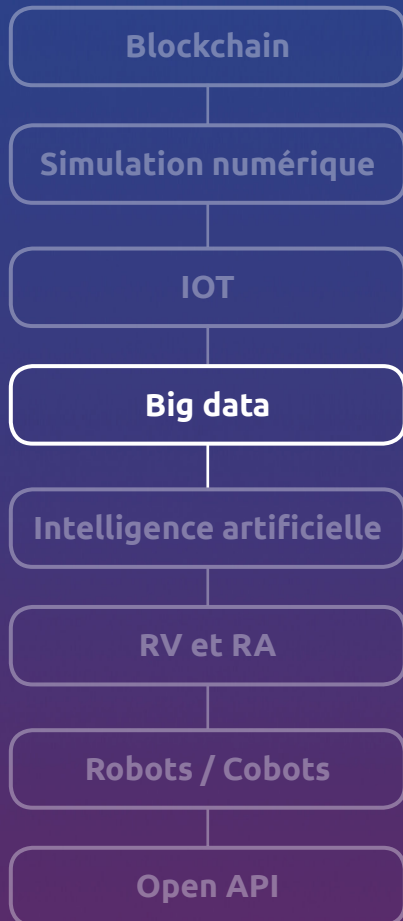 Blockchain
Simulation numérique
IOT
Big data
Intelligence artificielle
RV et RA
Robots / Cobots
Open API